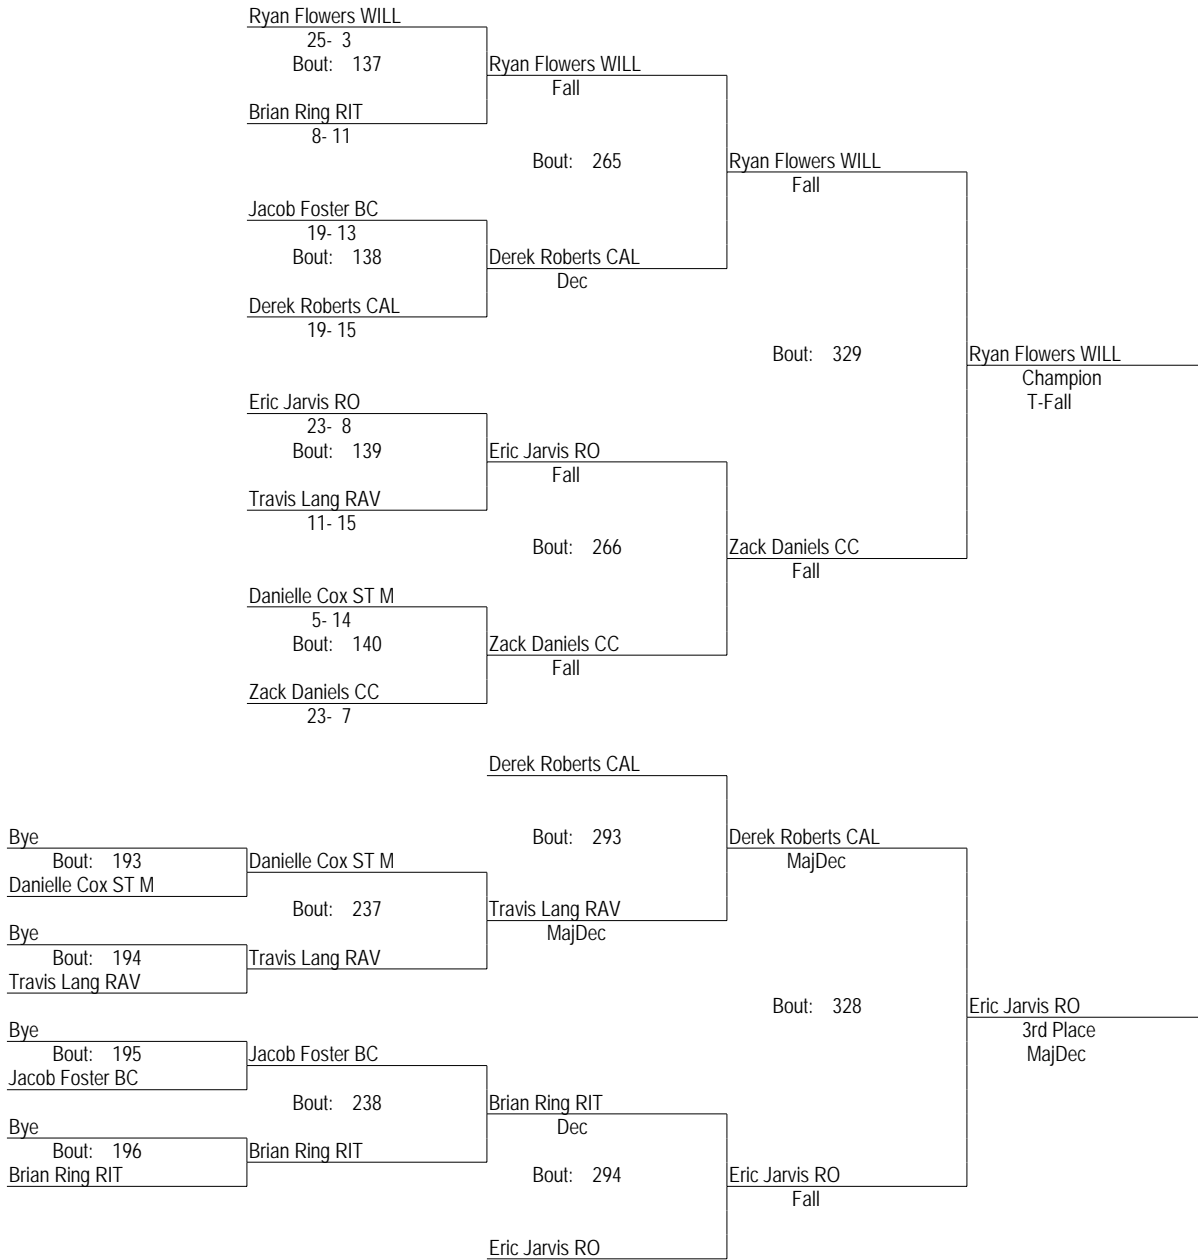 Ryan Flowers WILL
25- 3
Bout: 137
Ryan Flowers WILL
Fall
Brian Ring RIT
8- 11
Bout: 265
Ryan Flowers WILL
Fall
Jacob Foster BC
19- 13
Bout: 138
Derek Roberts CAL
Dec
Derek Roberts CAL
19- 15
Bout: 329
Ryan Flowers WILL
Champion
T-Fall
Eric Jarvis RO
23- 8
Bout: 139
Eric Jarvis RO
Fall
Travis Lang RAV
11- 15
Bout: 266
Zack Daniels CC
Fall
Danielle Cox ST M
5- 14
Bout: 140
Zack Daniels CC
Fall
Zack Daniels CC
23- 7
Derek Roberts CAL
Bout: 293
Derek Roberts CAL
MajDec
Bye
Bout: 193
Danielle Cox ST M
Danielle Cox ST M
Bout: 237
Travis Lang RAV
MajDec
Bye
Bout: 194
Travis Lang RAV
Travis Lang RAV
Bout: 328
Eric Jarvis RO
3rd Place
MajDec
Bye
Bout: 195
Jacob Foster BC
Jacob Foster BC
Bout: 238
Brian Ring RIT
Dec
Bye
Bout: 196
Brian Ring RIT
Brian Ring RIT
Bout: 294
Eric Jarvis RO
Fall
Eric Jarvis RO